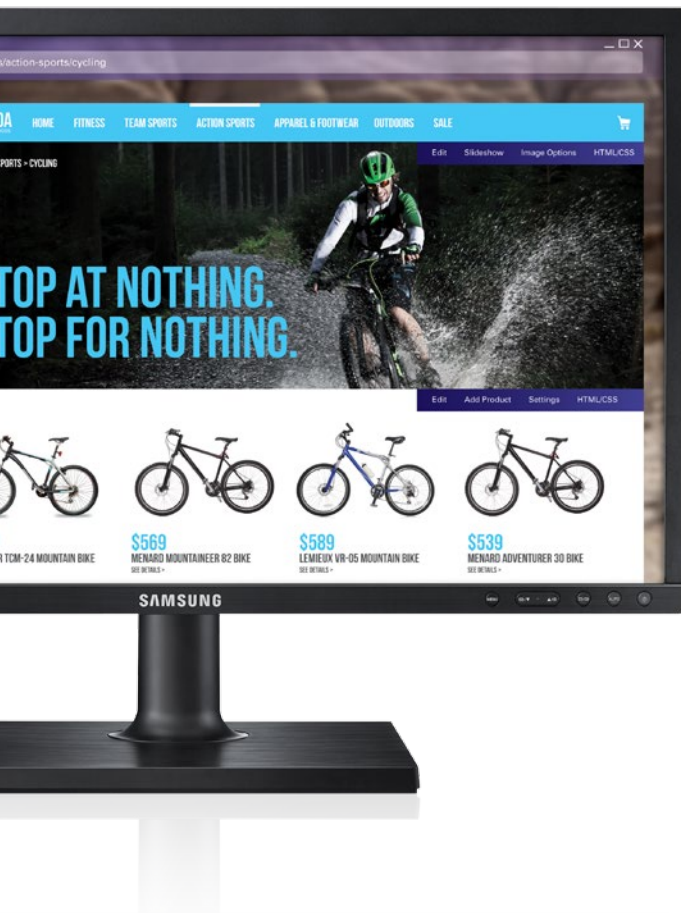 /action-sports/cycling
DA HOME FITNESS TEAM SPORTS ACTION SPORTS APPAREL & FOOTWEAR OUTDOORS SALE
Edit Slideshow Image Options HTML/CSS
PORTS > CYCLING
TOP AT NOTHING.
TOP FOR NOTHING.
Edit Add Product Settings HTML/CSS
$569 $589 $539
R TCM-24 MOUNTAIN BIKE MENARD MOUNTAINEER 82 BIKE LEMIEUX VR-05 MOUNTAIN BIKE MENARD ADVENTURER 30 BIKE
SEE DETAILS > SEE DETAILS > SEE DETAILS >
SAMSUNG
MENU